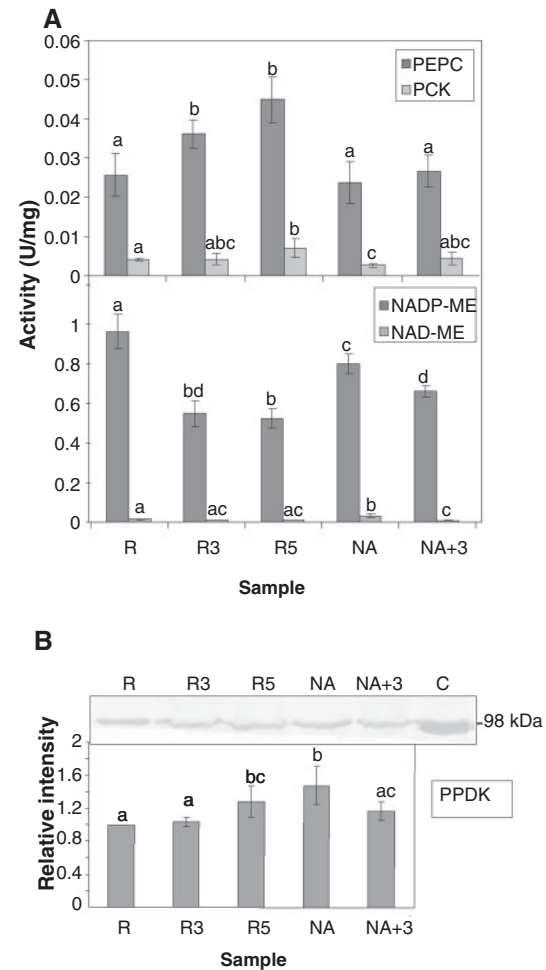 A
Activity (U/mg)
0.06
0.05
0.04
0.03
0.02
0.01
0
PEPC
PCK
a
b
b
a
a
a
abc
b
c
abc
1
0.8
0.6
0.4
0.2
0
NADP-ME
NAD-ME
a
bd
b
c
d
a
ac
ac
b
c
R R3 R5 NA NA+3
Sample
B
R R3 R5 NA NA+3 C
98 kDa
Relative intensity
2
1.6
1.2
0.8
0.4
0
a
a
bc
b
ac
PPDK
R R3 R5 NA NA+3
Sample